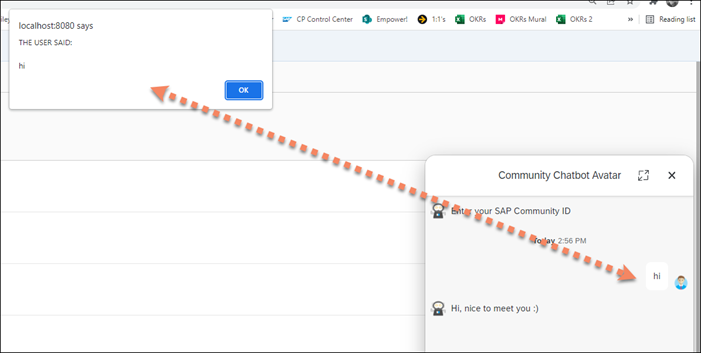 localhost:8080 says
THE USER SAID:
hi
OK
CP Control Center
Empower!
1:1's
OKRs
OKRs Mural
OKRs 2
»
Reading list
Community Chatbot Avatar
Enter your SAP Community ID
Today 2:56 PM
hi
Hi, nice to meet you :)